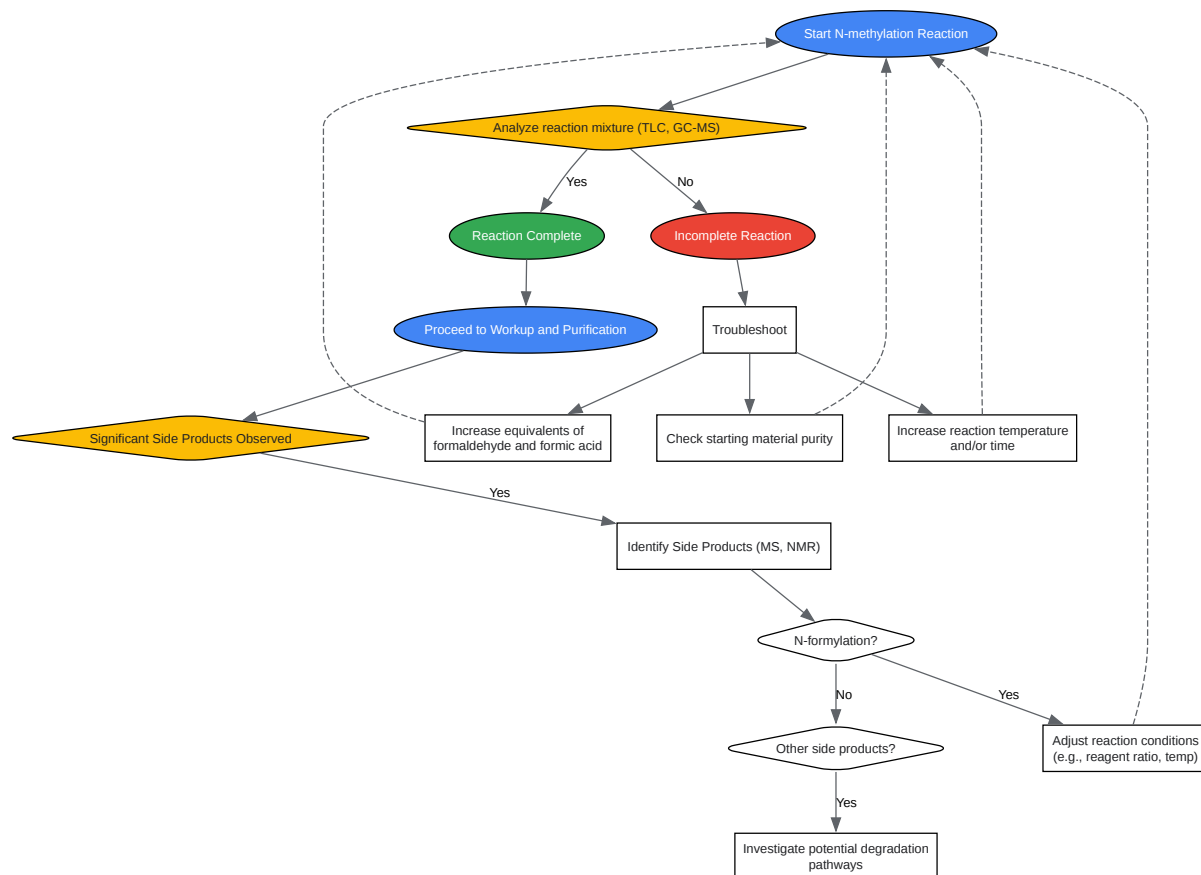 Start N-methylation Reaction
Analyze reaction mixture (TLC, GC-MS)
Yes
No
Reaction Complete
Incomplete Reaction
Proceed to Workup and Purification
Troubleshoot
Significant Side Products Observed
Increase equivalents of
formaldehyde and formic acid
Check starting material purity
Increase reaction temperature
and/or time
Yes
Identify Side Products (MS, NMR)
N-formylation?
No
Yes
Other side products?
Adjust reaction conditions
(e.g., reagent ratio, temp)
Yes
Investigate potential degradation
pathways